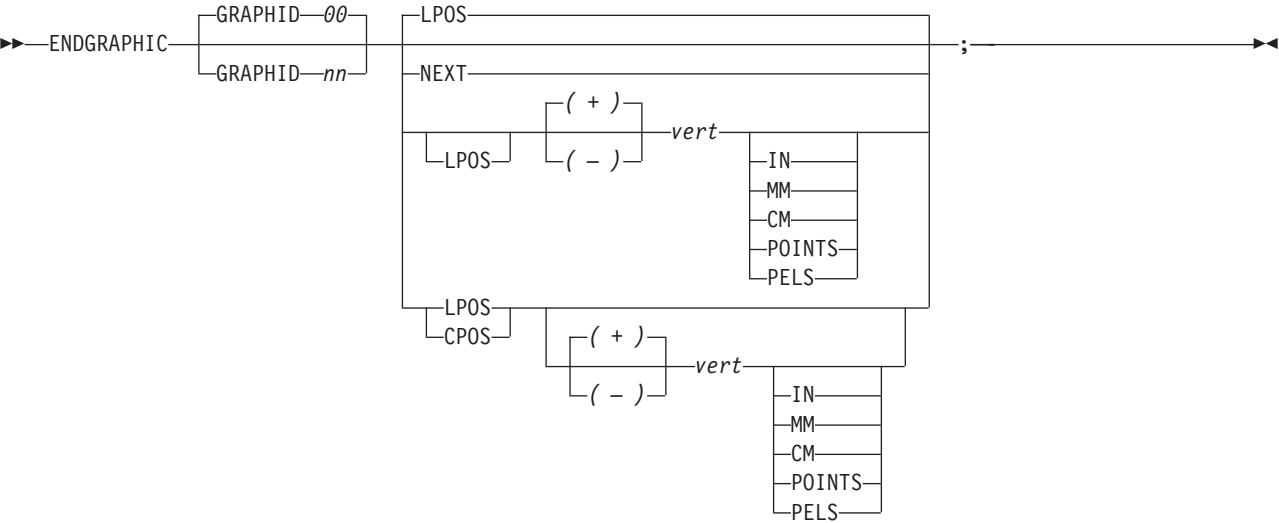 GRAPHID 00 LPOS
ENDGRAPHIC ;
GRAPHID nn NEXT
( + )
vert
LPOS ( – ) IN
MM
CM
POINTS
PELS
LPOS
CPOS ( + )
vert
( – ) IN
MM
CM
POINTS
PELS